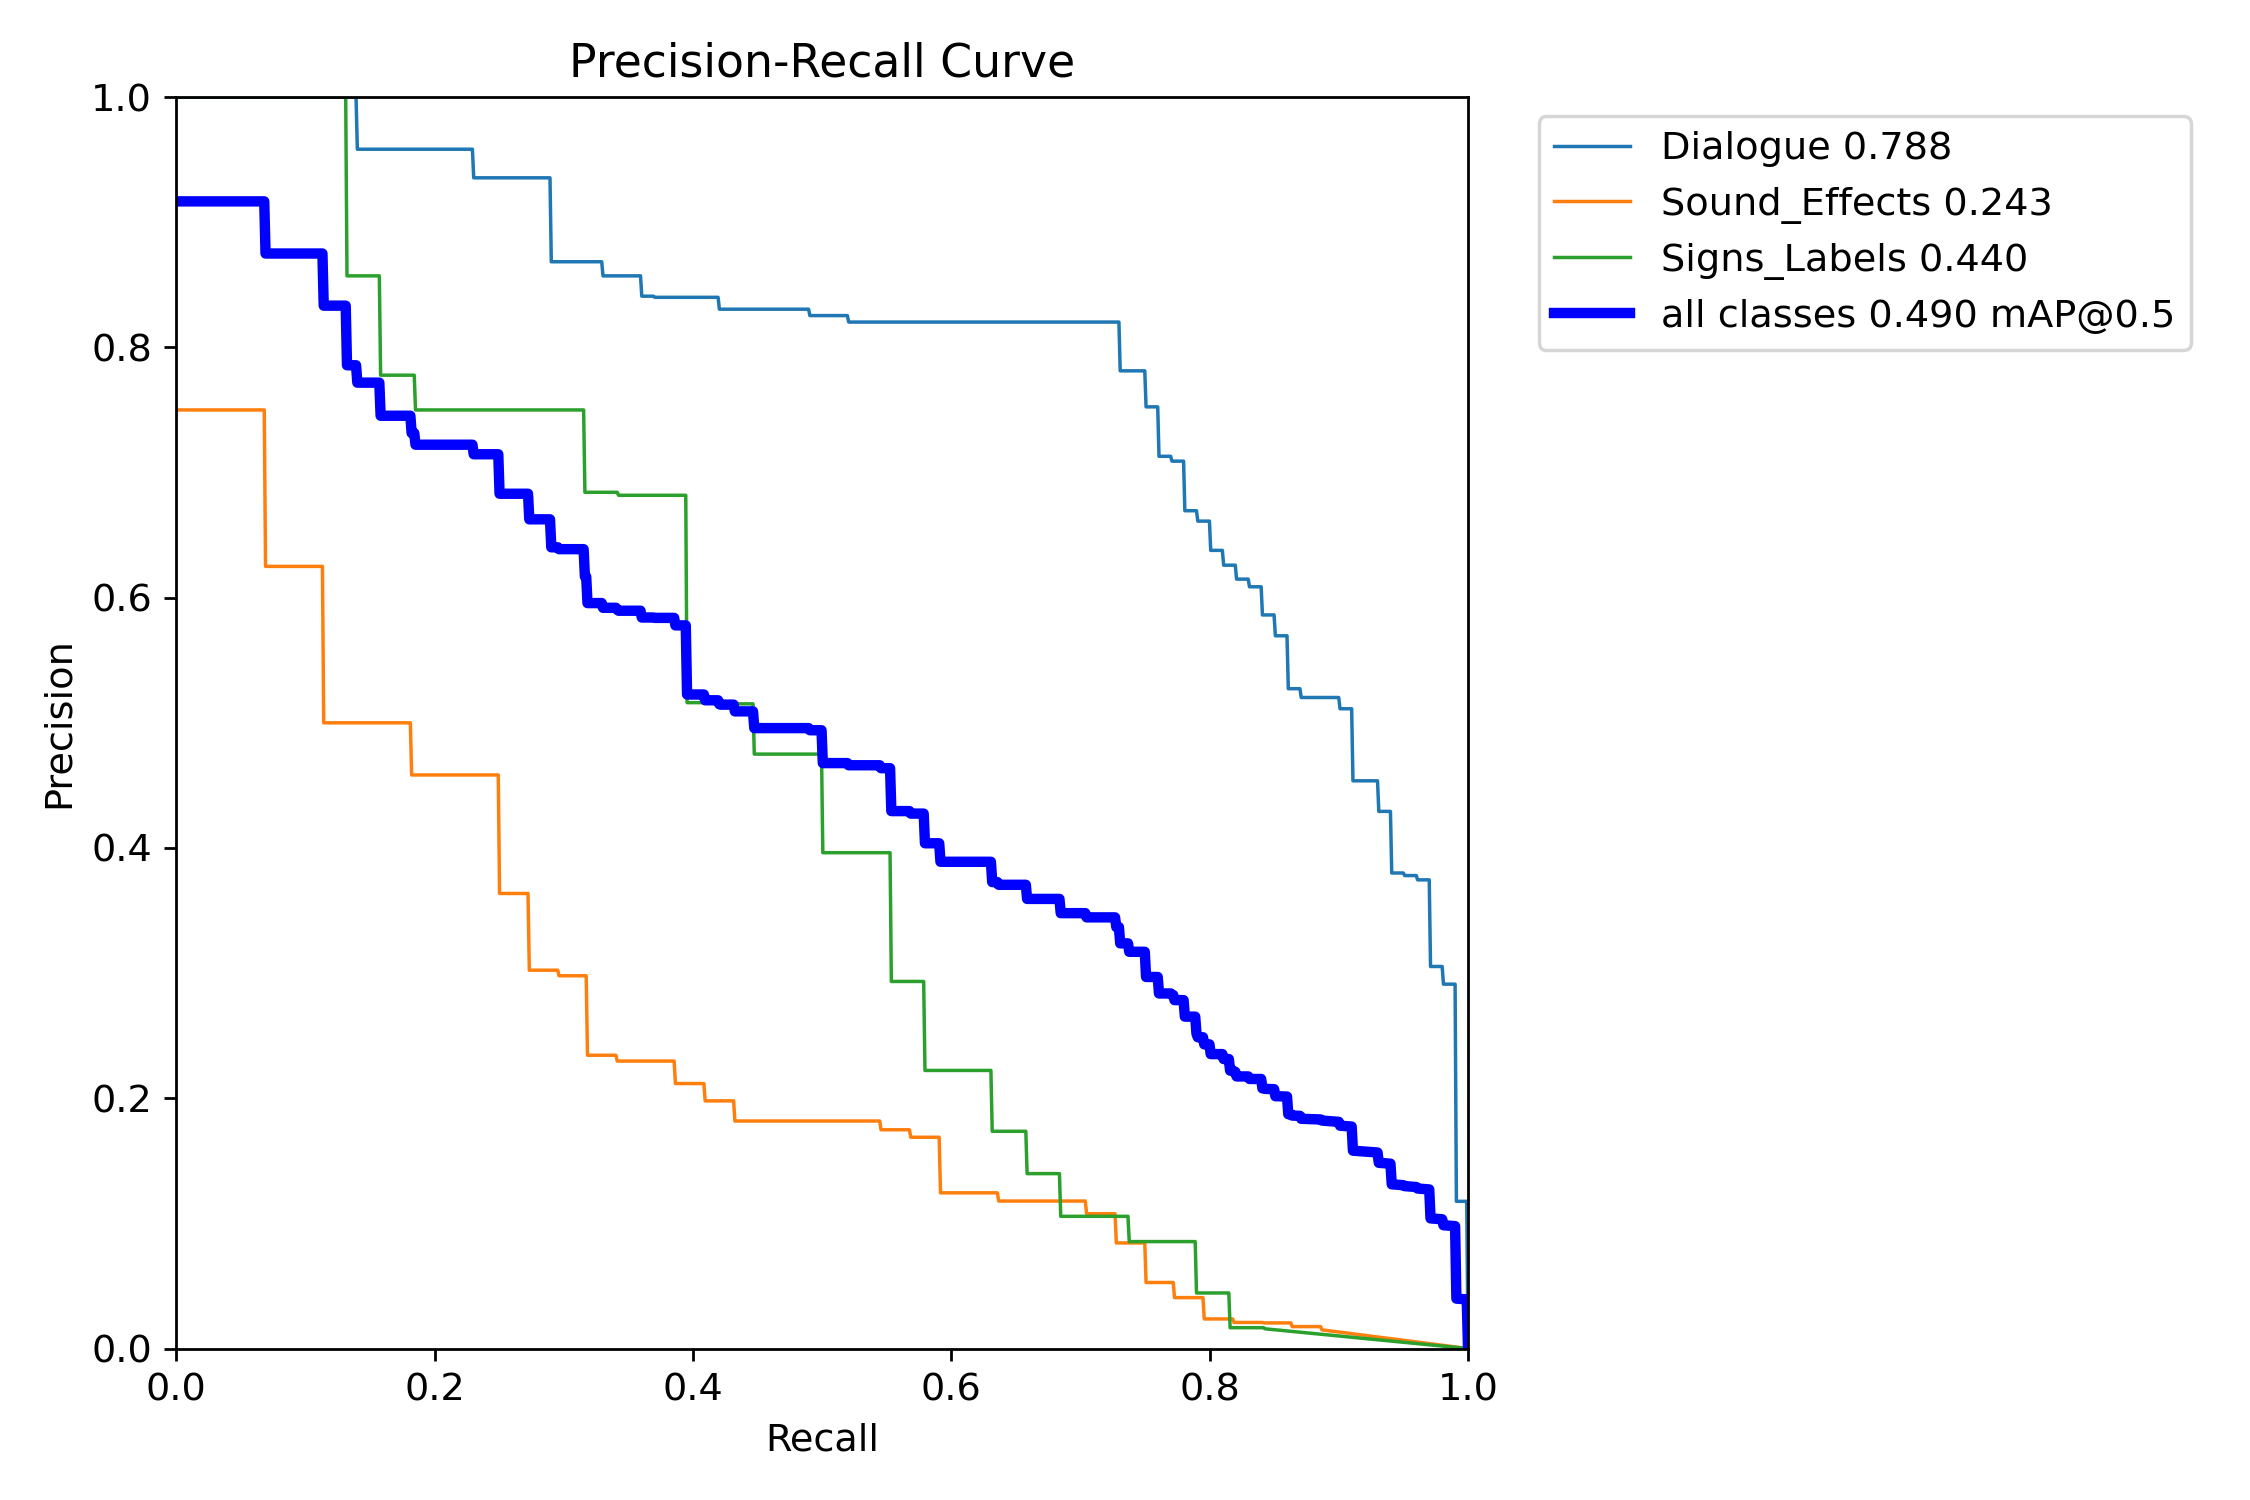 Precision-Recall Curve
1.0
0.8
0.6
0.4
0.2
0.0
Precision
0.0 0.2 0.4 0.6 0.8 1.0
Recall
Dialogue 0.788
Sound_Effects 0.243
Signs_Labels 0.440
all classes 0.490 mAP@0.5